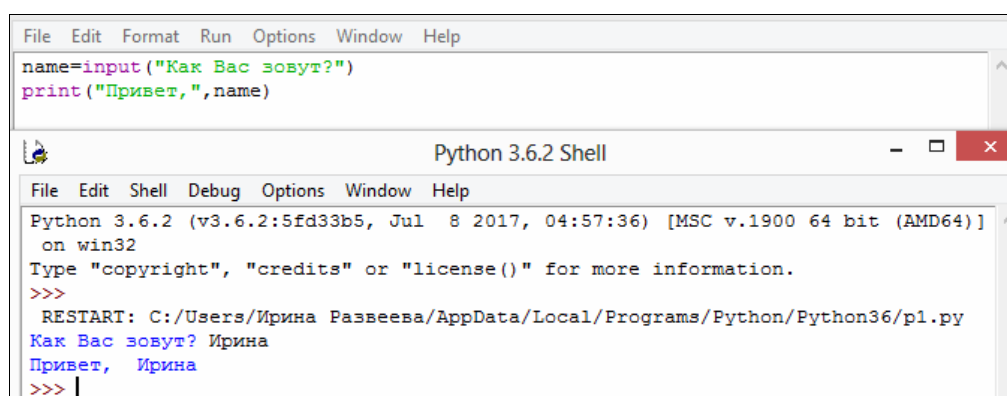 File Edit Format Run Options Window Help
name=input("Как Вас зовут?")
print("Привет,",name)
Python 3.6.2 Shell
File Edit Shell Debug Options Window Help
Python 3.6.2 (v3.6.2:5fd33b5, Jul  8 2017, 04:57:36) [MSC v.1900 64 bit (AMD64)]
on win32
Type "copyright", "credits" or "license()" for more information.
>>>
RESTART: C:/Users/Ирина Развеева/AppData/Local/Programs/Python/Python36/p1.py
Как Вас зовут? Ирина
Привет,  Ирина
>>>